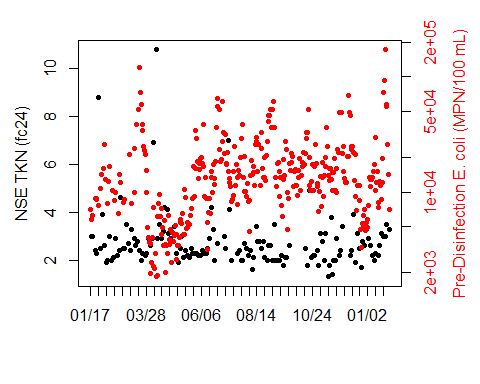 NSE TKN (fc24)
10
8
6
4
2
2e+05
5e+04
1e+04
2e+03
Pre-Disinfection E. coli (MPN/100 mL)
01/17 03/28 06/06 08/14 10/24 01/02